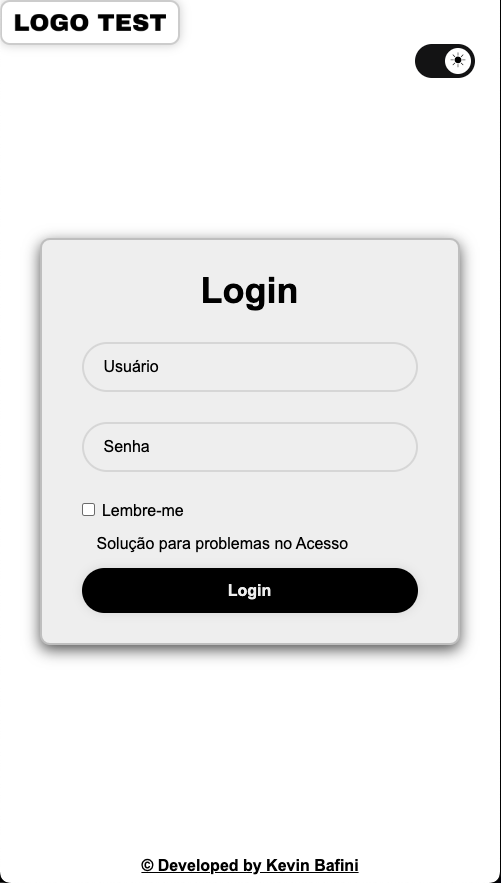 LOGO TEST
Login
Usuário
Senha
Lembre-me
Solução para problemas no Acesso
Login
© Developed by Kevin Bafini